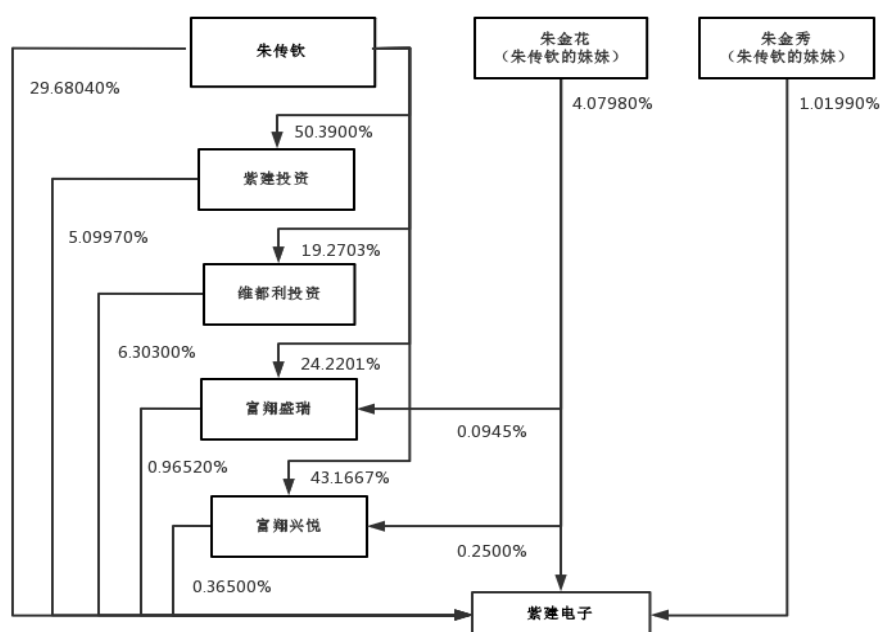 朱传钦
朱金花
（朱传钦的妹妹）
朱金秀
（朱传钦的妹妹）
29.68040%
4.07980%
1.01990%
50.3900%
紫建投资
5.09970%
19.2703%
维都利投资
6.30300%
24.2201%
富翔盛瑞
0.0945%
0.96520%
43.1667%
富翔兴悦
0.2500%
0.36500%
紫建电子